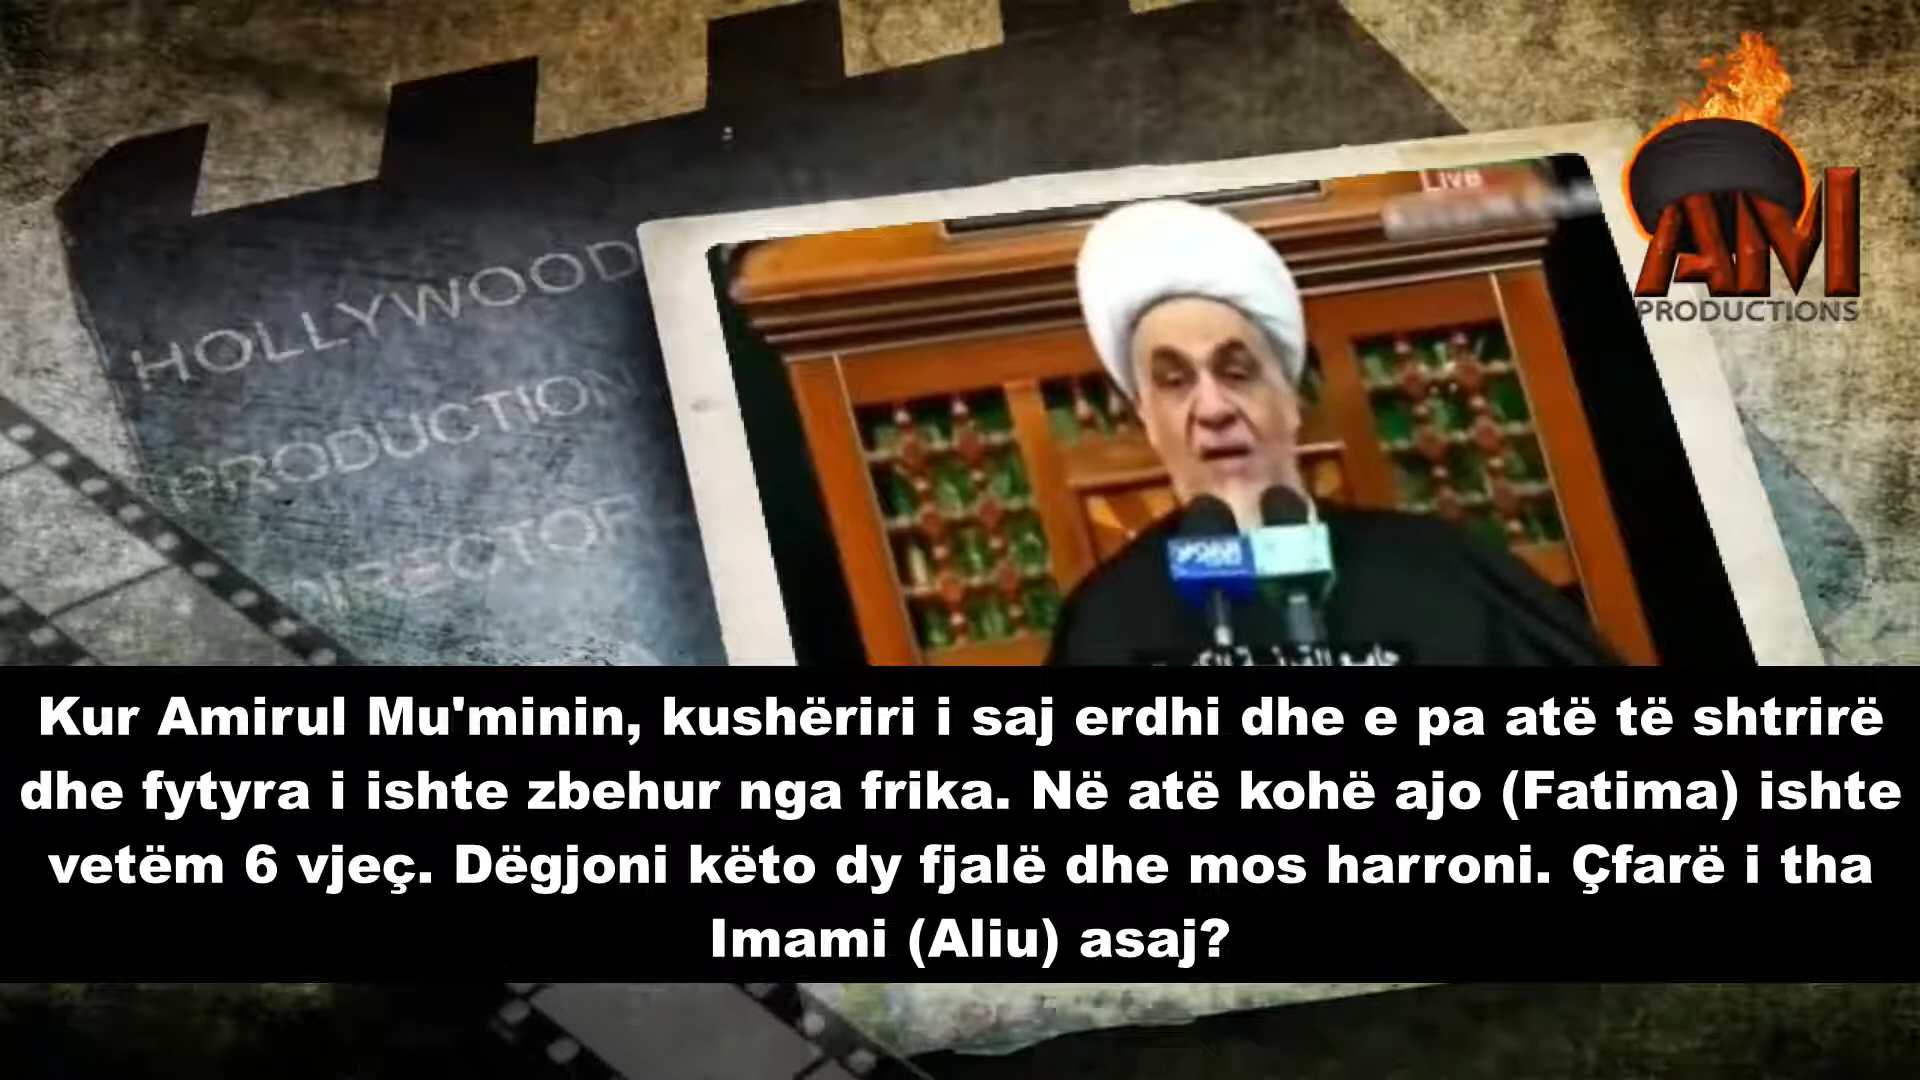 HOLLYWOOD
PRODUCTION
DIRECTOR
Live
AM
PRODUCTIONS
Kur Amirul Mu'minin, kushëriri i saj erdhi dhe e pa atë të shtrirë
dhe fytyra i ishte zbehur nga frika. Në atë kohë ajo (Fatima) ishte
vetëm 6 vjeç. Dëgjoni këto dy fjalë dhe mos harroni. Çfarë i tha
Imami (Aliu) asaj?